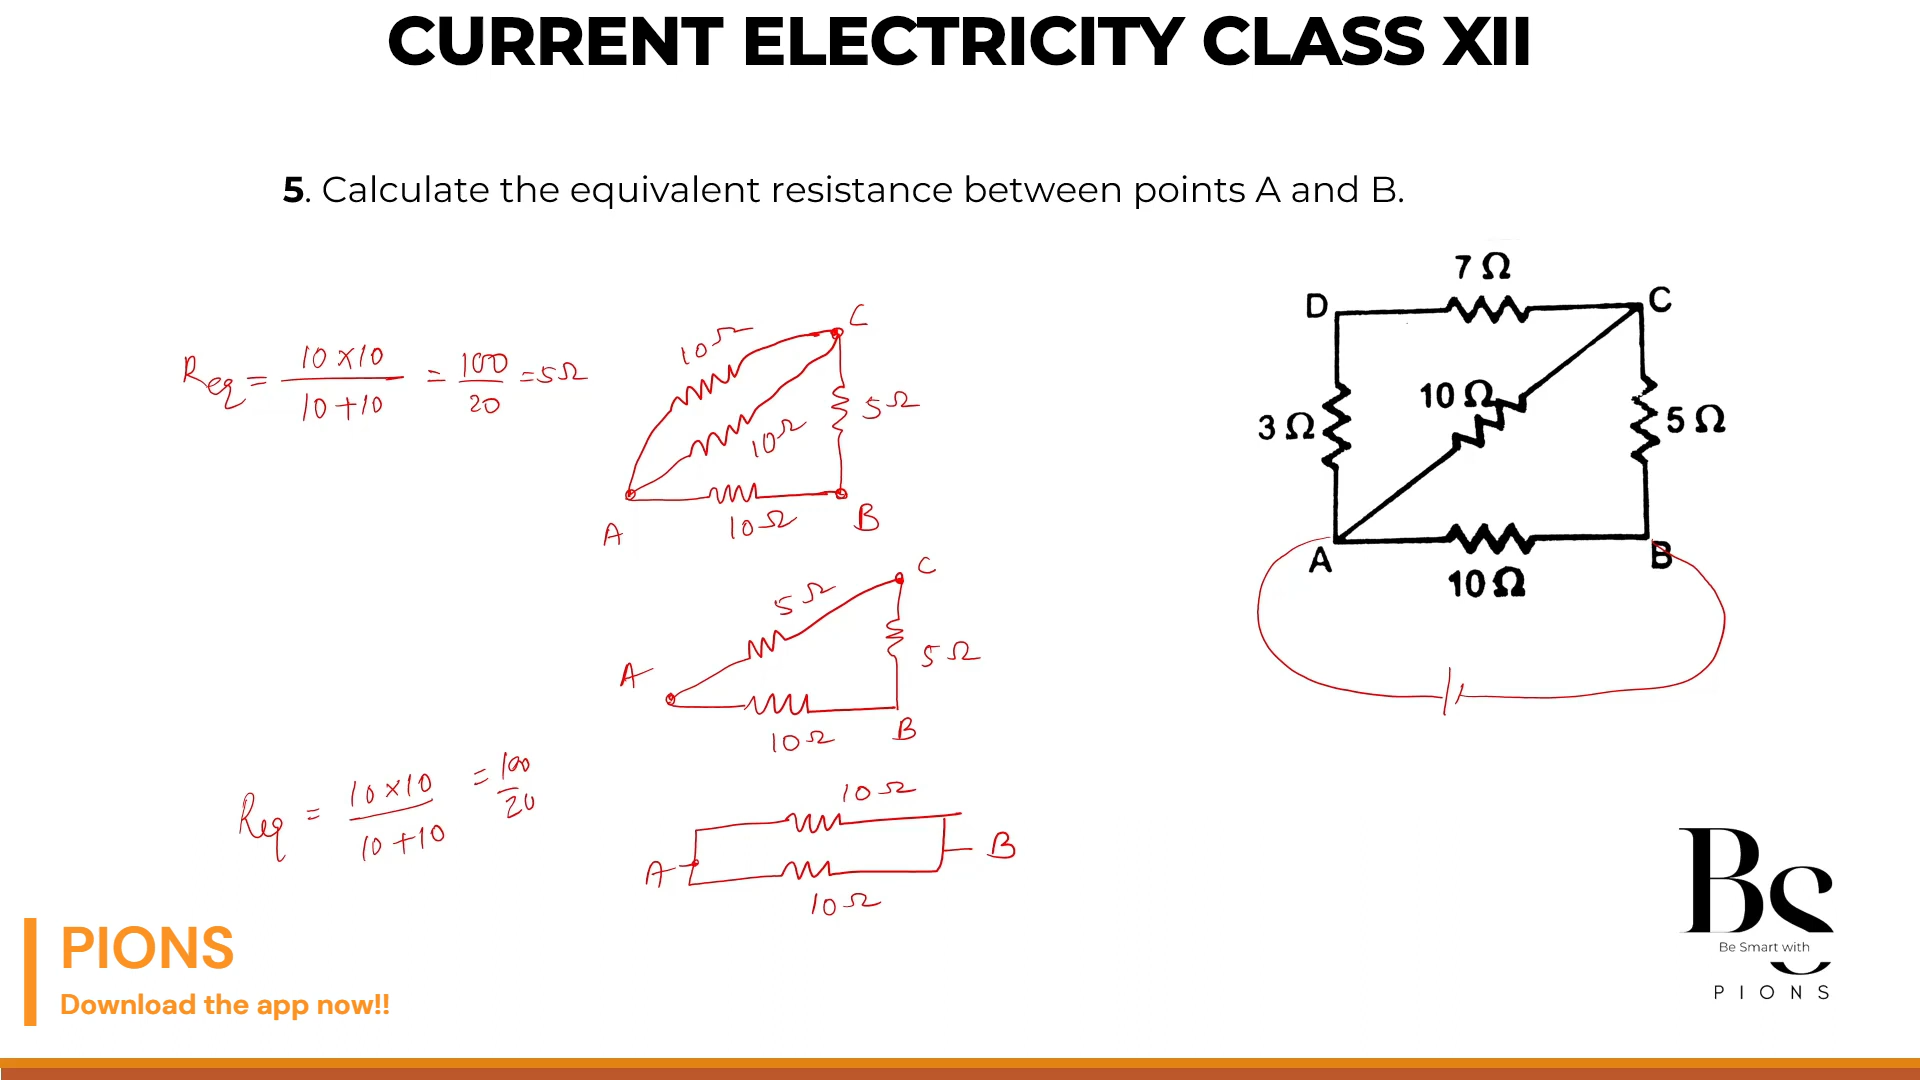 CURRENT ELECTRICITY CLASS XII
5. Calculate the equivalent resistance between points A and B.
Req = 10 x 10 / 10 + 10 = 100 / 20 = 5Ω
C
10Ω
10Ω
5Ω
A
10Ω
B
C
5Ω
5Ω
A
10Ω
B
Req = 10 x 10 / 10 + 10 = 100 / 20
10Ω
A
B
10Ω
7 Ω
D
C
10 Ω
3 Ω
5 Ω
A
B
10 Ω
PIONS
Download the app now!!
Bs
Be Smart with
PIONS